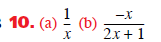 10. (a) 1/x (b) -x/(2x + 1)